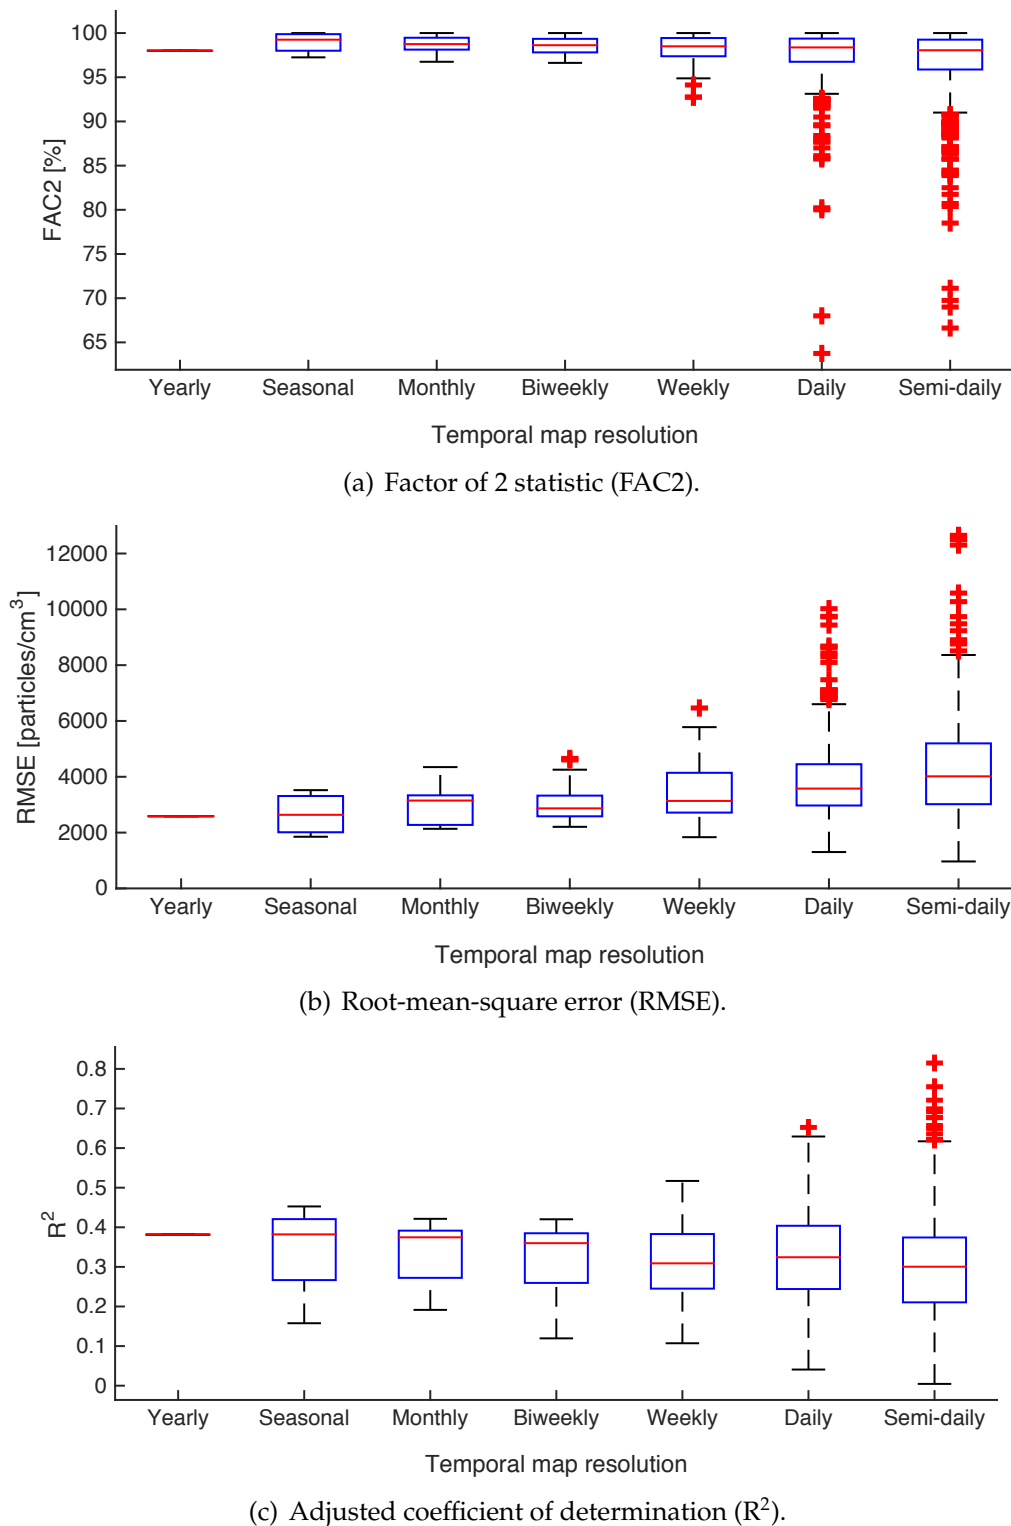 100
95
90
85
80
75
70
65
FAC2 [%]
Yearly Seasonal Monthly Biweekly Weekly Daily Semi-daily
Temporal map resolution
(a) Factor of 2 statistic (FAC2).
12000
10000
8000
6000
4000
2000
0
RMSE [particles/cm³]
Yearly Seasonal Monthly Biweekly Weekly Daily Semi-daily
Temporal map resolution
(b) Root-mean-square error (RMSE).
0.8
0.7
0.6
0.5
0.4
0.3
0.2
0.1
0
R²
Yearly Seasonal Monthly Biweekly Weekly Daily Semi-daily
Temporal map resolution
(c) Adjusted coefficient of determination (R²).